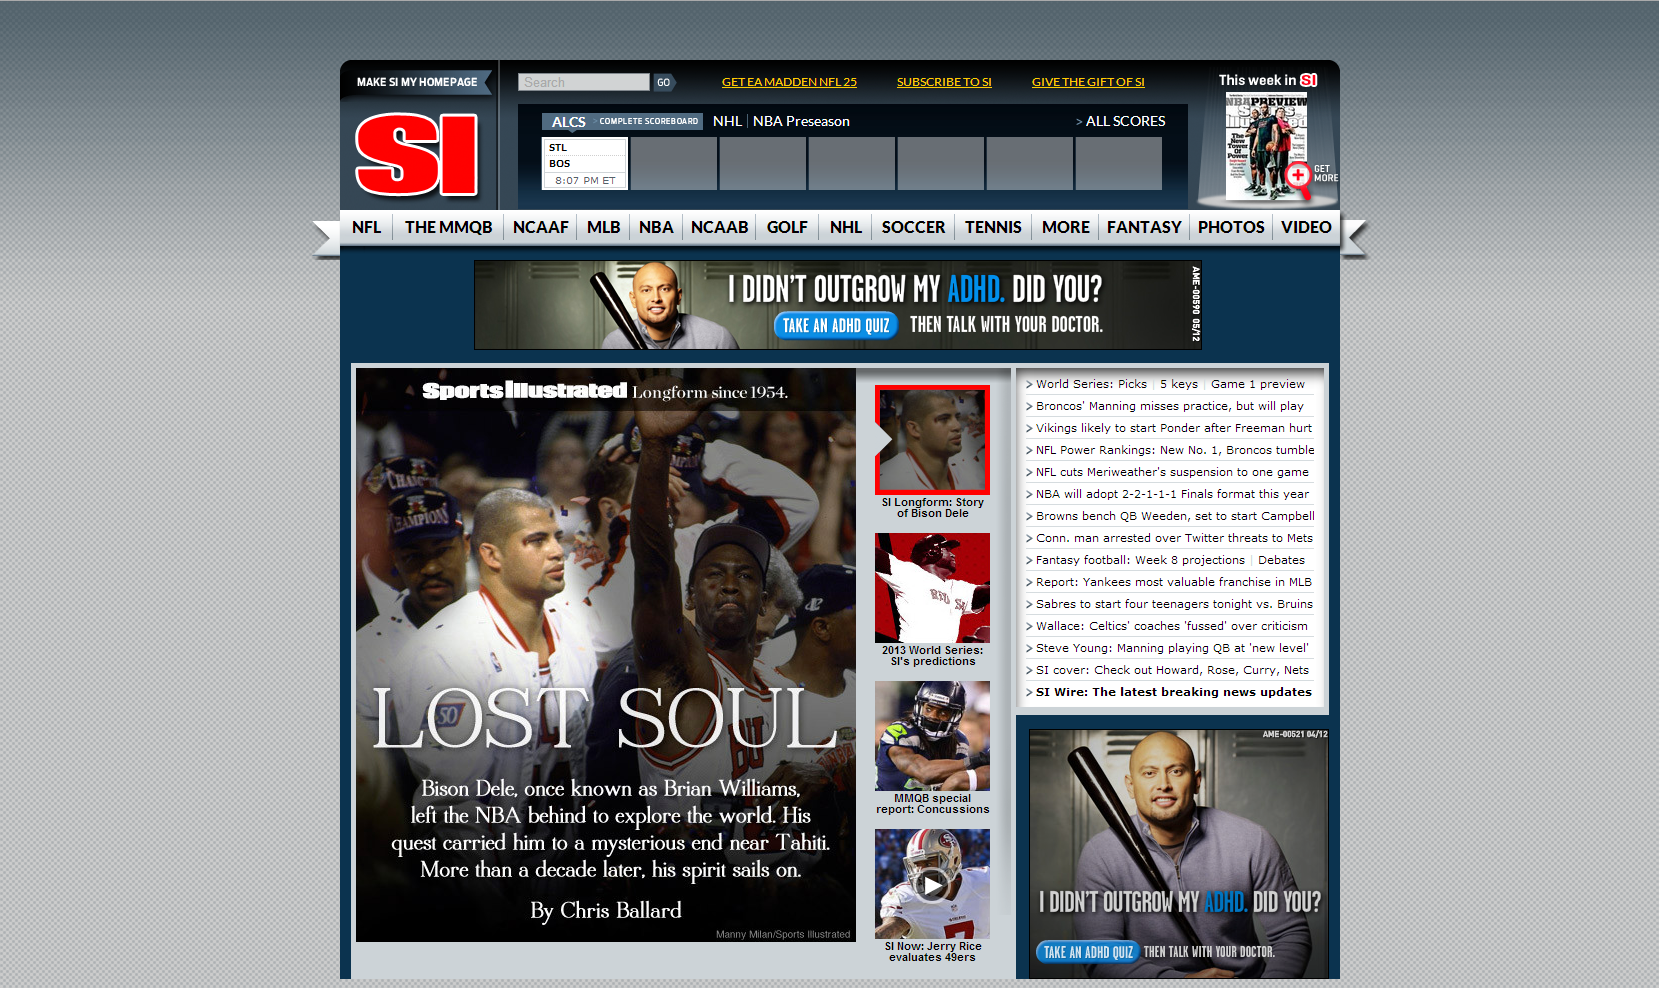 MAKE SI MY HOMEPAGE
Search
GO
GET EA MADDEN NFL 25
SUBSCRIBE TO SI
GIVE THE GIFT OF SI
This week in SI
SI
ALCS
> COMPLETE SCOREBOARD
NHL | NBA Preseason
> ALL SCORES
STL
BOS
8:07 PM ET
NBA PREVIEW
The New Tower Of Power
GET MORE
NFL
THE MMQB
NCAAF
MLB
NBA
NCAAB
GOLF
NHL
SOCCER
TENNIS
MORE
FANTASY
PHOTOS
VIDEO
I DIDN'T OUTGROW MY ADHD. DID YOU?
TAKE AN ADHD QUIZ THEN TALK WITH YOUR DOCTOR.
AME-00590 05/12
Sports Illustrated Longform since 1954.
CHAMPIONS
LOST SOUL
Bison Dele, once known as Brian Williams,
left the NBA behind to explore the world. His
quest carried him to a mysterious end near Tahiti.
More than a decade later, his spirit sails on.
By Chris Ballard
Manny Milan/Sports Illustrated
SI Longform: Story
of Bison Dele
2013 World Series:
SI's predictions
MMQB special
report: Concussions
SI Now: Jerry Rice
evaluates 49ers
> World Series: Picks | 5 keys | Game 1 preview
> Broncos' Manning misses practice, but will play
> Vikings likely to start Ponder after Freeman hurt
> NFL Power Rankings: New No. 1, Broncos tumble
> NFL cuts Meriweather's suspension to one game
> NBA will adopt 2-2-1-1-1 Finals format this year
> Browns bench QB Weeden, set to start Campbell
> Conn. man arrested over Twitter threats to Mets
> Fantasy football: Week 8 projections | Debates
> Report: Yankees most valuable franchise in MLB
> Sabres to start four teenagers tonight vs. Bruins
> Wallace: Celtics' coaches 'fussed' over criticism
> Steve Young: Manning playing QB at 'new level'
> SI cover: Check out Howard, Rose, Curry, Nets
> SI Wire: The latest breaking news updates
AME-00521 04/12
I DIDN'T OUTGROW MY ADHD. DID YOU?
TAKE AN ADHD QUIZ THEN TALK WITH YOUR DOCTOR.